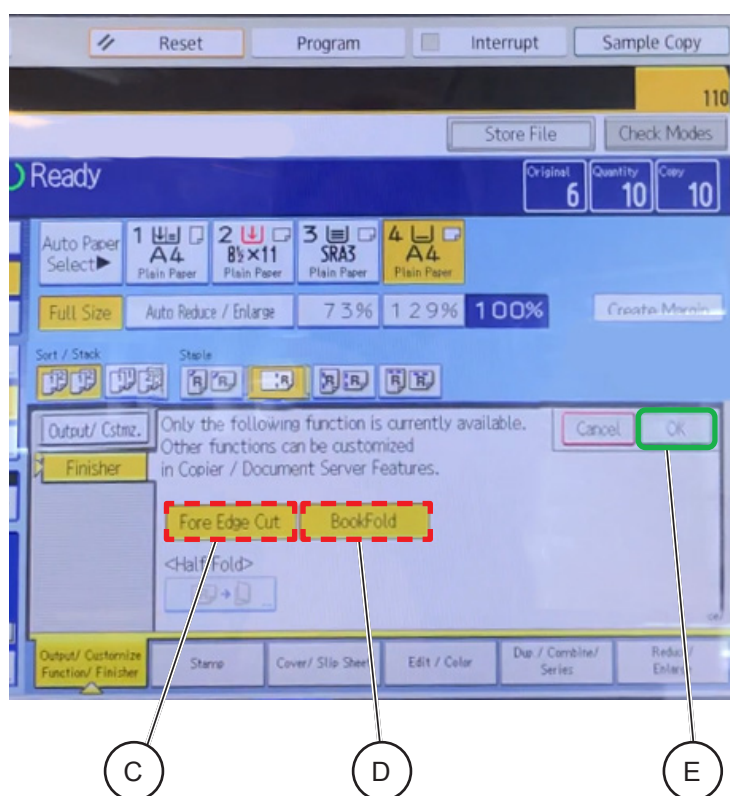 Reset Program Interrupt Sample Copy
110
Store File Check Modes
Ready
Original Quantity Copy
6 10 10
Auto Paper
Select▶
1
A4
Plain Paper
2
8½×11
Plain Paper
3
SRA3
Plain Paper
4
A4
Plain Paper
Full Size Auto Reduce / Enlarge 73% 129% 100% Create Margin
Sort / Stack Staple
Output/ Cstmz.
Finisher
Only the following function is currently available.
Other functions can be customized
in Copier / Document Server Features.
Cancel OK
Fore Edge Cut BookFold
<Half Fold>
Output/ Customize
Function/ Finisher
Stamp
Cover/ Slip Sheet
Edit / Color
Dup./ Combine/
Series
Reduce/
Enlarge
C D E